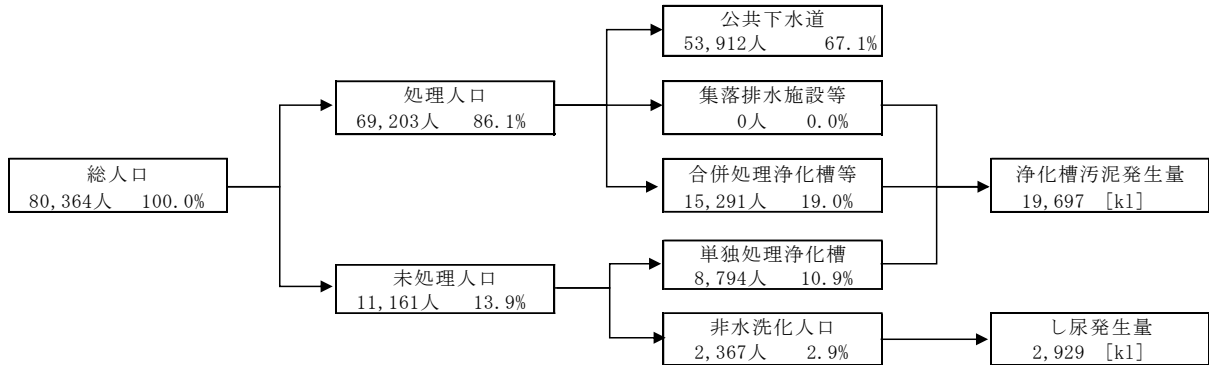 公共下水道
53,912人 67.1%
処理人口
69,203人 86.1%
集落排水施設等
0人 0.0%
総人口
80,364人 100.0%
合併処理浄化槽等
15,291人 19.0%
浄化槽汚泥発生量
19,697 [kl]
単独処理浄化槽
8,794人 10.9%
未処理人口
11,161人 13.9%
非水洗化人口
2,367人 2.9%
し尿発生量
2,929 [kl]